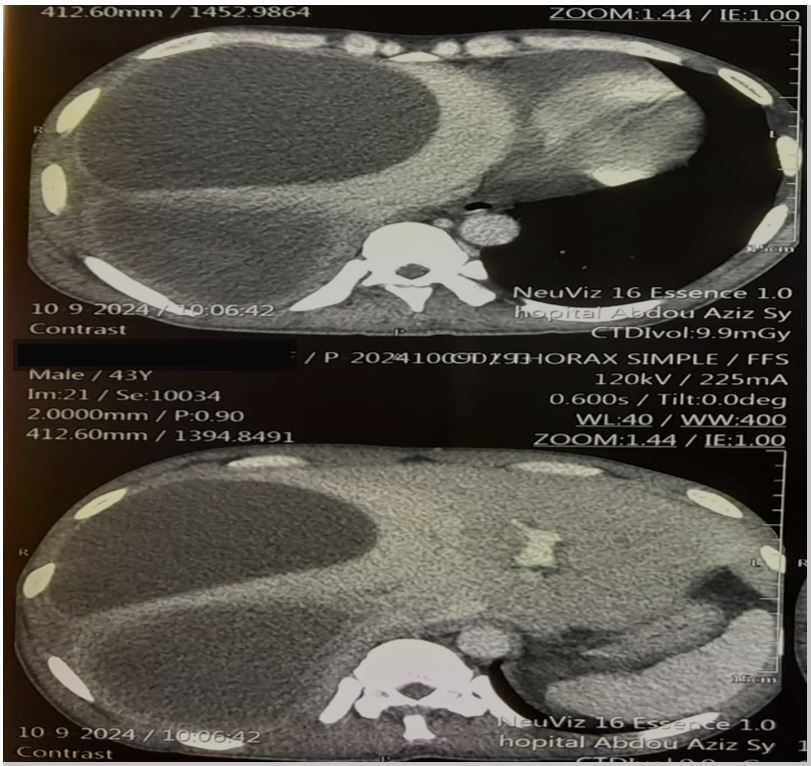 412.60mm / 1452.9864
ZOOM:1.44 / IE:1.00
R
L
15cm
10 9 2024 / 10:06:42
Contrast
P
NeuViz 16 Essence 1.0
hopital Abdou Aziz Sy
CTDIvol:9.9mGy
/ P-2024
THORAX SIMPLE / FFS
Male / 43Y
Im:21 / Se:10034
2.0000mm / P:0.90
412.60mm / 1394.8491
120kV / 225mA
0.600s / Tilt:0.0deg
WL:40 / WW:400
ZOOM:1.44 / IE:1.00
R
L
R
15cm
10 9 2024 / 10:06:42
Contrast
NeuViz 16 Essence 1.0
hopital Abdou Aziz Sy